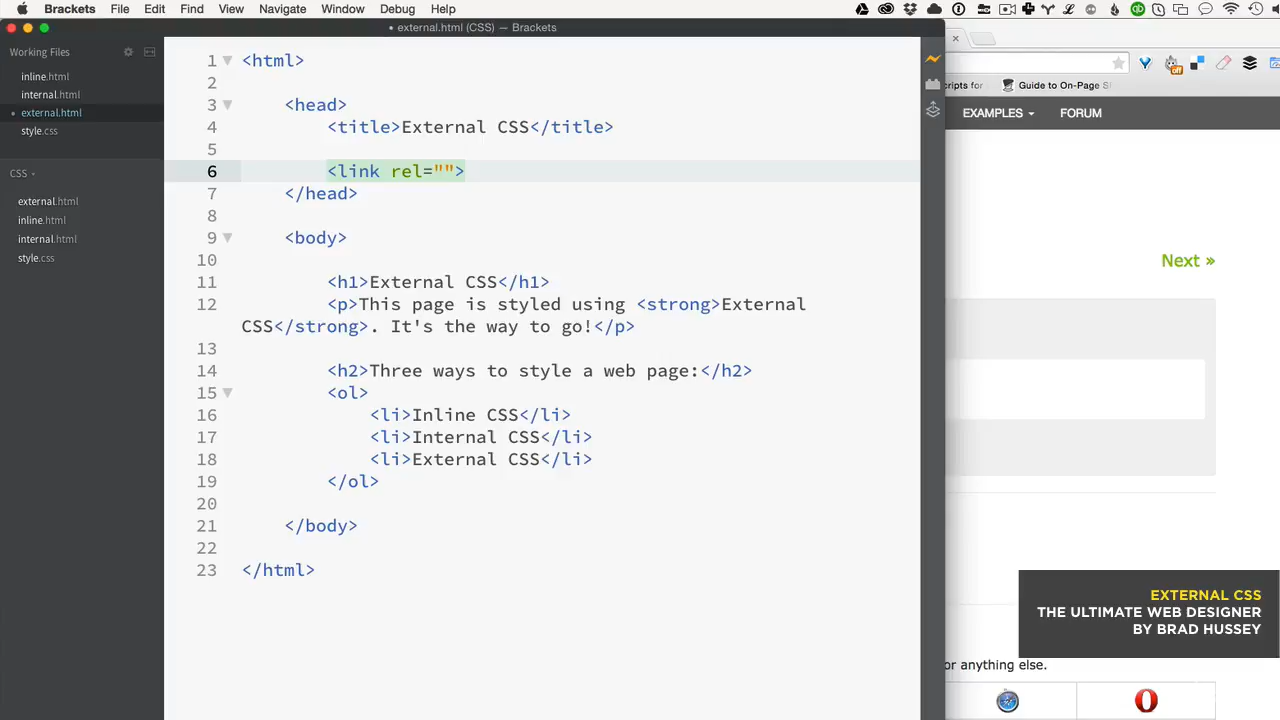 Brackets File Edit Find View Navigate Window Debug Help
• external.html (CSS) — Brackets
Working Files
inline.html
internal.html
• external.html
style.css
CSS
external.html
inline.html
internal.html
style.css
1 <html>
2
3 <head>
4 <title>External CSS</title>
5
6 <link rel="">
7 </head>
8
9 <body>
10
11 <h1>External CSS</h1>
12 <p>This page is styled using <strong>External
CSS</strong>. It's the way to go!</p>
13
14 <h2>Three ways to style a web page:</h2>
15 <ol>
16 <li>Inline CSS</li>
17 <li>Internal CSS</li>
18 <li>External CSS</li>
19 </ol>
20
21 </body>
22
23 </html>
off
cripts for Guide to On-Page
EXAMPLES FORUM
Next »
EXTERNAL CSS
THE ULTIMATE WEB DESIGNER
BY BRAD HUSSEY
or anything else.